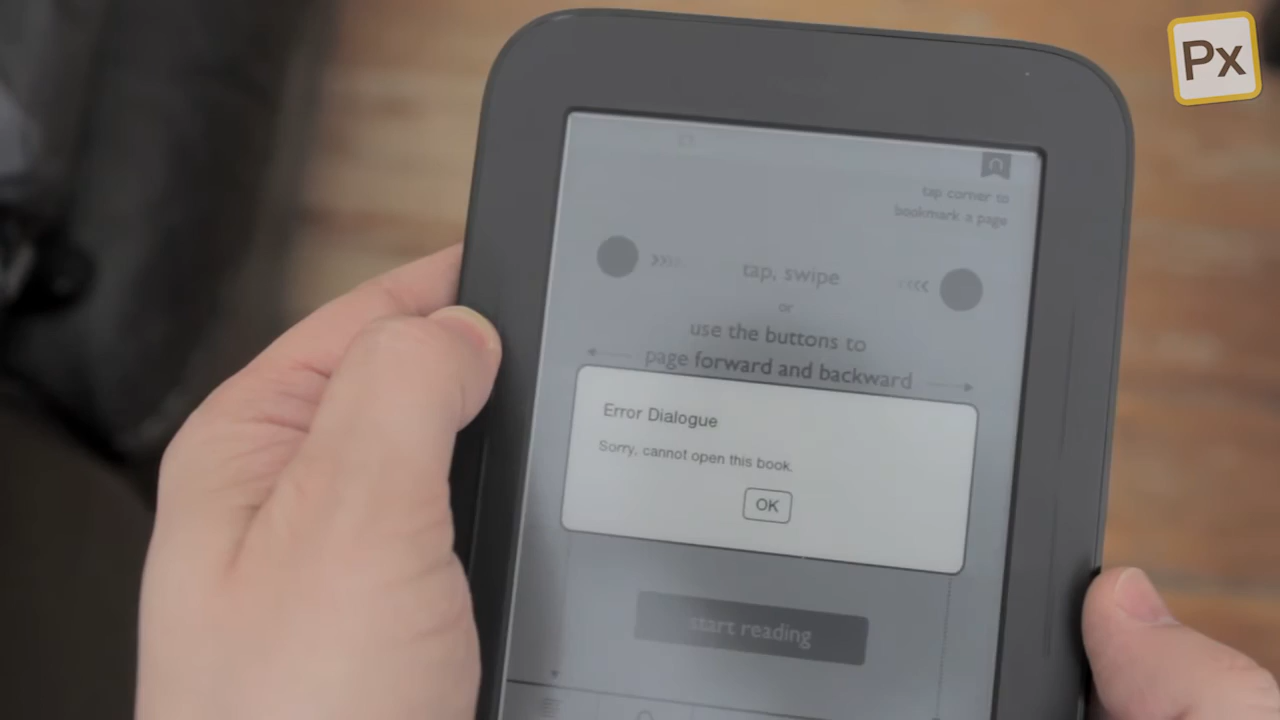 Px
tap corner to
bookmark a page
tap, swipe
or
use the buttons to
page forward and backward
Error Dialogue
Sorry, cannot open this book.
OK
start reading